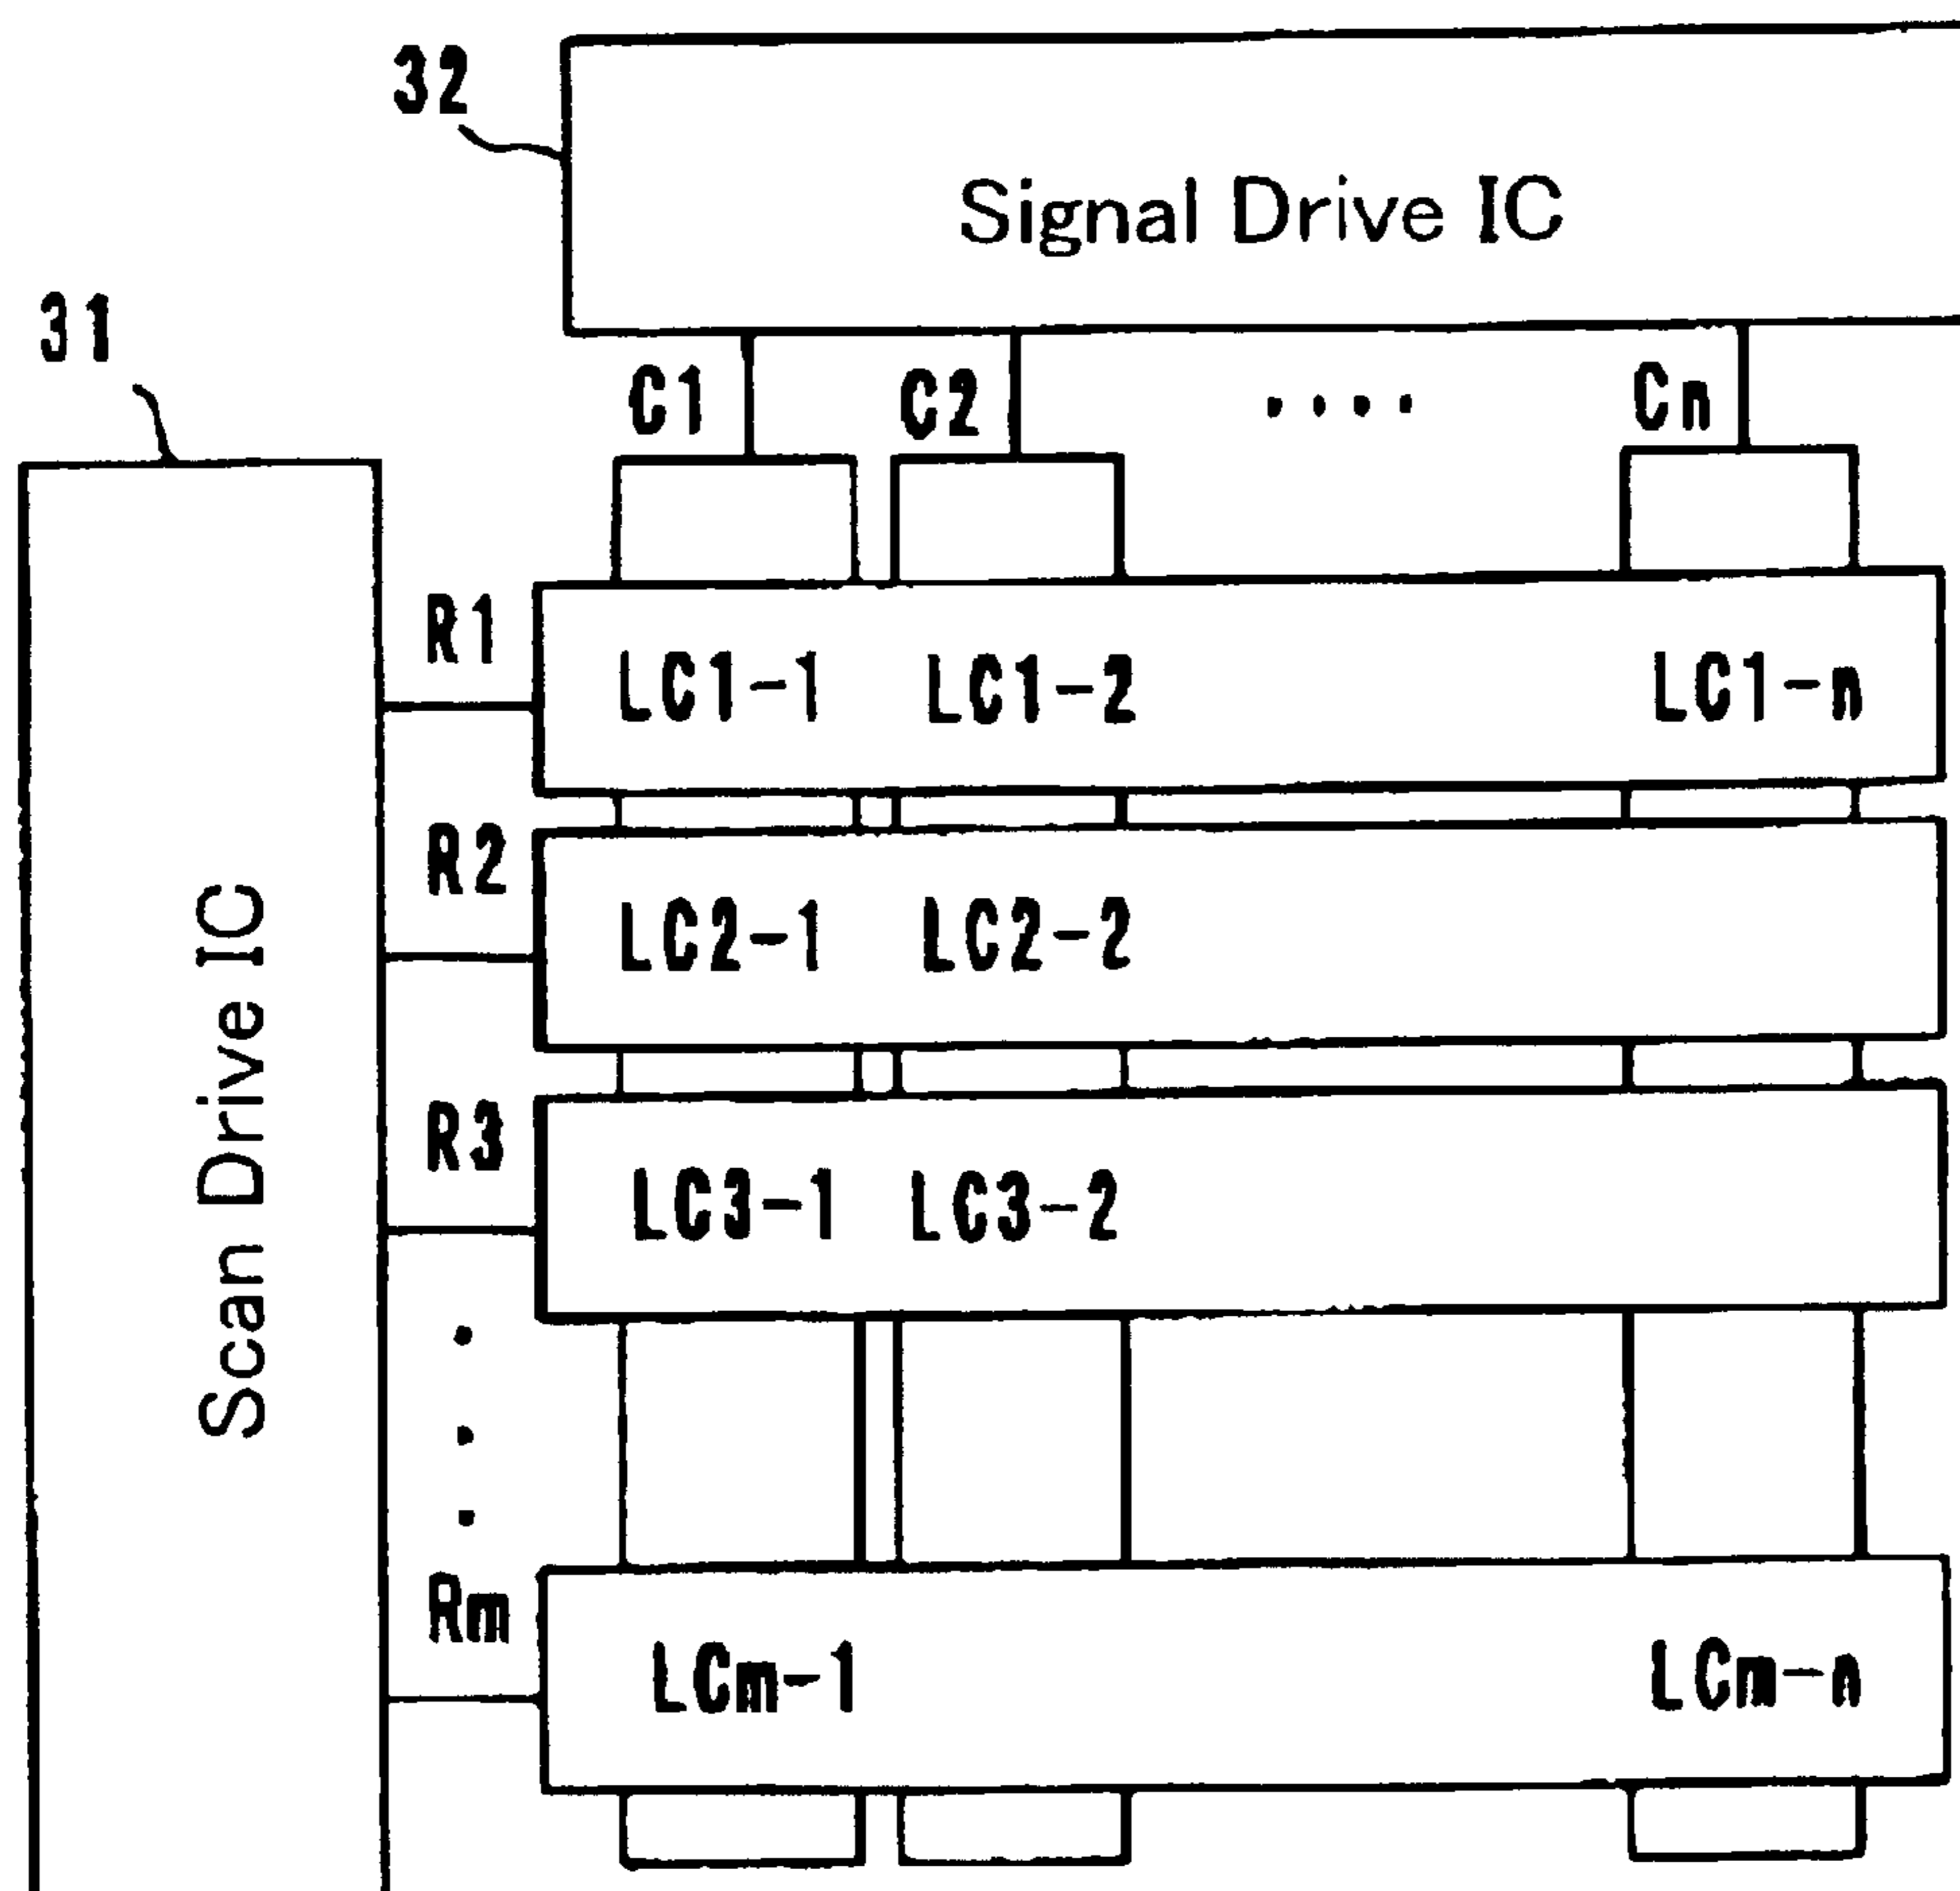 32
Signal Drive IC
31
C1 C2 .... Cn
R1
LC1-1 LC1-2 LC1-n
R2
LC2-1 LC2-2
Scan Drive IC
R3
LC3-1 LC3-2
Rm
LCm-1 LCm-n